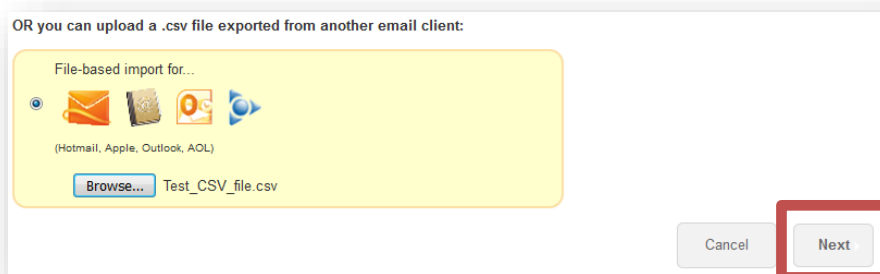 OR you can upload a .csv file exported from another email client:
File-based import for...
(Hotmail, Apple, Outlook, AOL)
Browse... Test_CSV_file.csv
Cancel Next